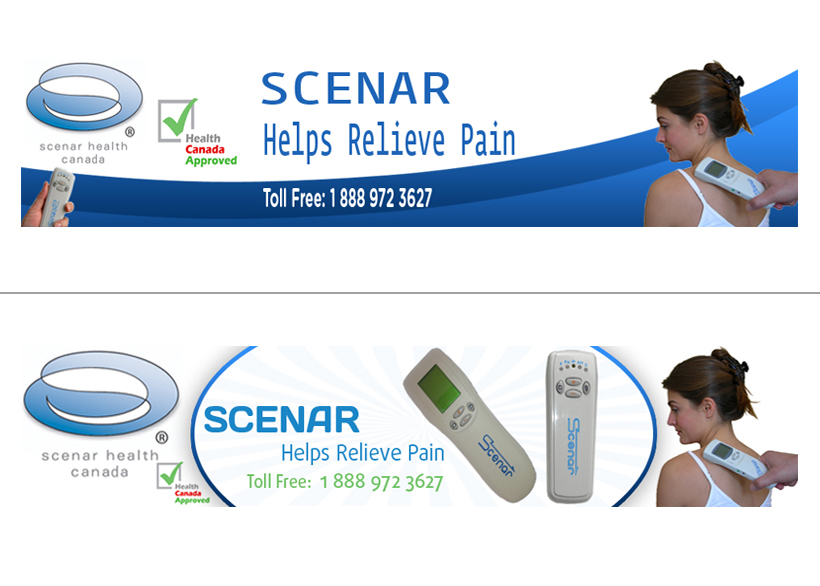 SCENAR
Helps Relieve Pain
Toll Free: 1 888 972 3627
®
scenar health
canada
Health
Canada
Approved
SCENAR
Helps Relieve Pain
Toll Free: 1 888 972 3627
®
scenar health
canada
Health
Canada
Approved
Scenar
Scenar